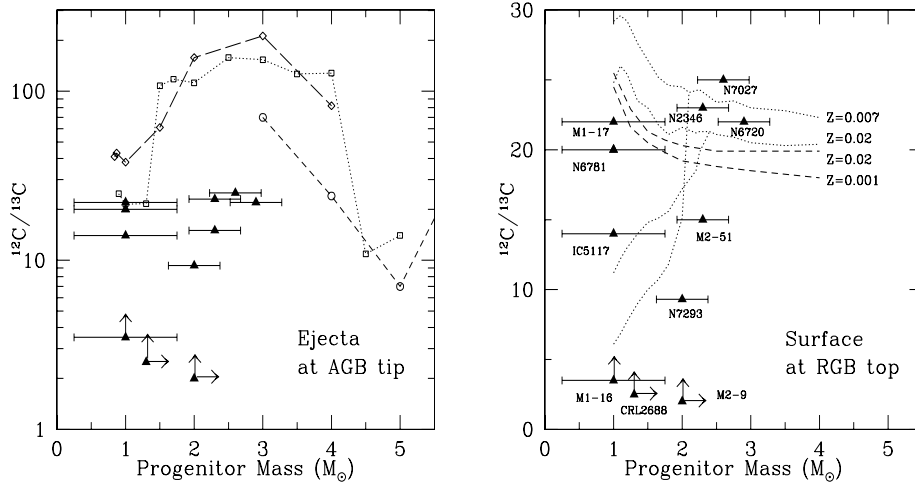 100
10
1
¹²C/¹³C
Ejecta
at AGB tip
0 1 2 3 4 5
Progenitor Mass (M⊙)
30
20
10
0
¹²C/¹³C
N7027
N2346
N6720
M1-17
N6781
Z=0.007
Z=0.02
Z=0.02
Z=0.001
IC5117
M2-51
N7293
Surface
at RGB top
M1-16
CRL2688
M2-9
0 1 2 3 4 5
Progenitor Mass (M⊙)